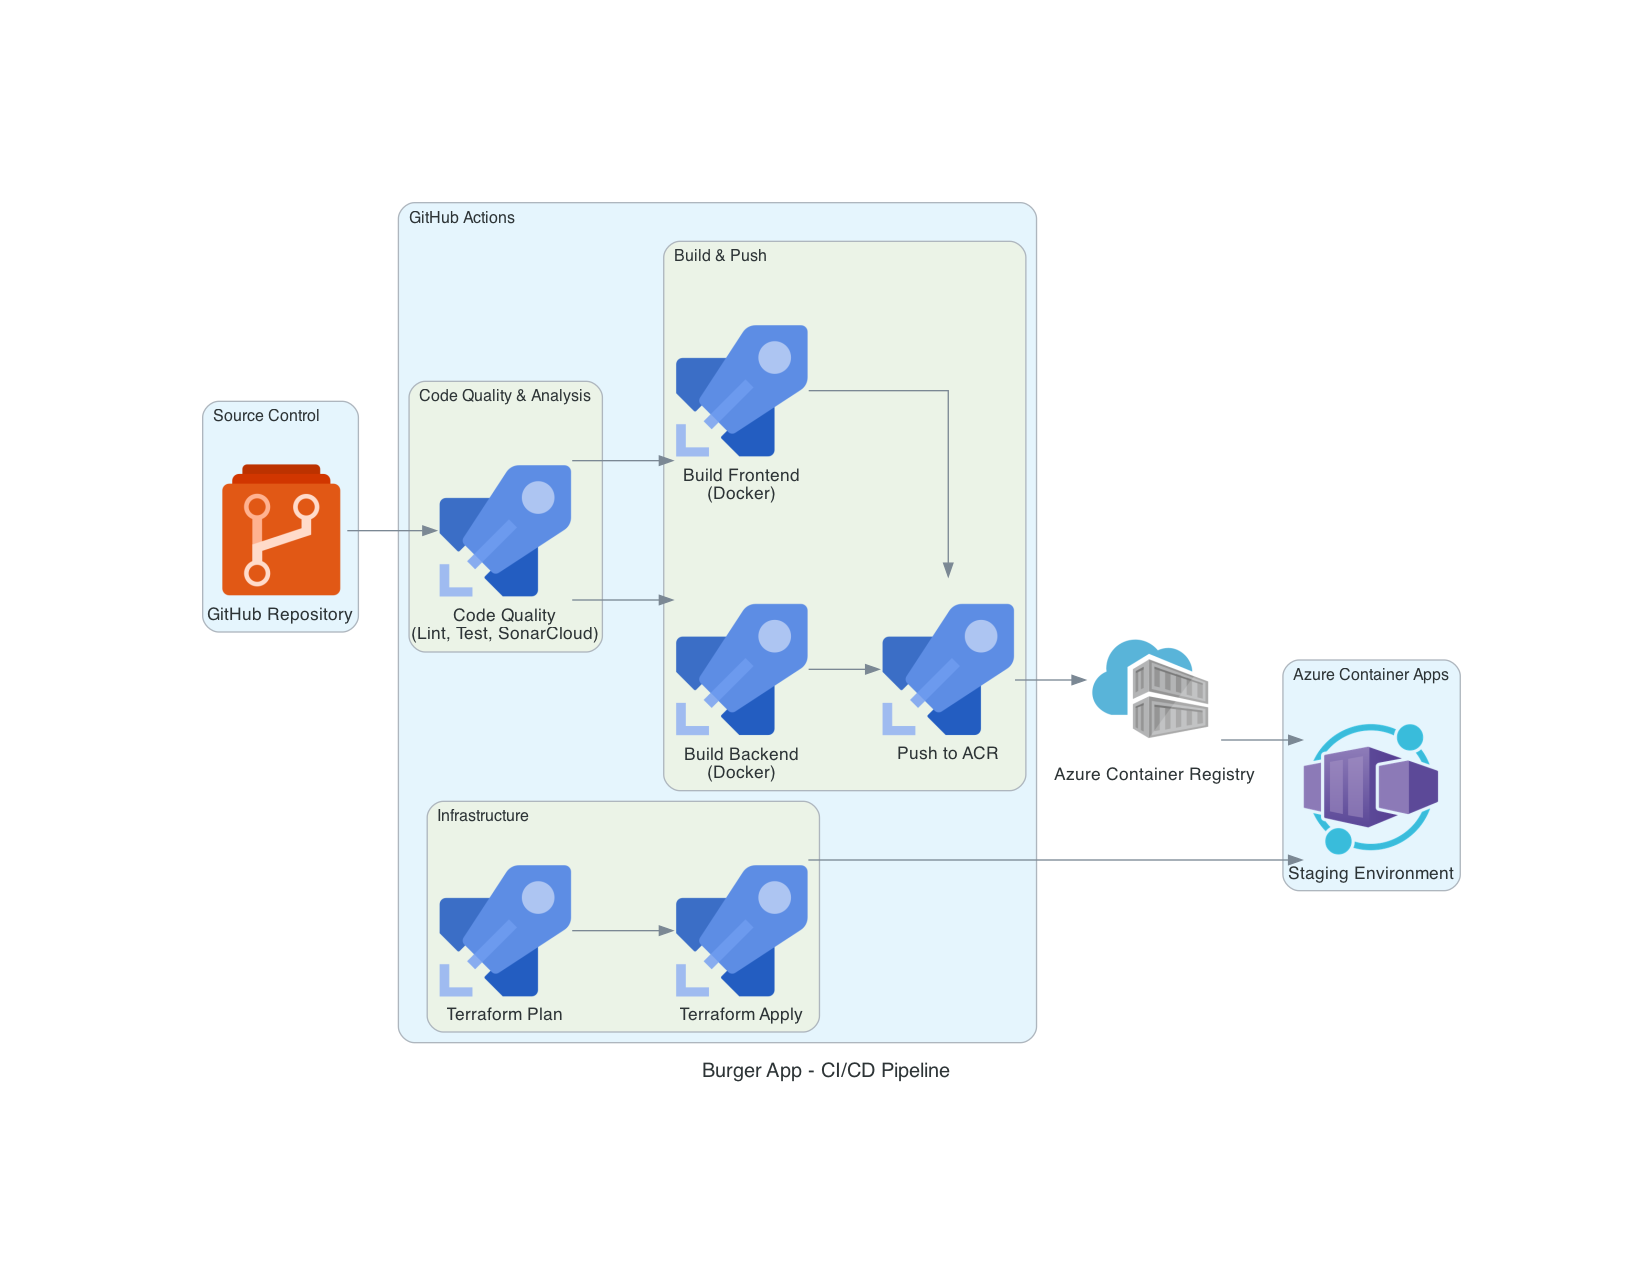 GitHub Actions
Build & Push
Build Frontend
(Docker)
Code Quality & Analysis
Source Control
GitHub Repository
Code Quality
(Lint, Test, SonarCloud)
Build Backend
(Docker)
Push to ACR
Azure Container Registry
Azure Container Apps
Staging Environment
Infrastructure
Terraform Plan
Terraform Apply
Burger App - CI/CD Pipeline